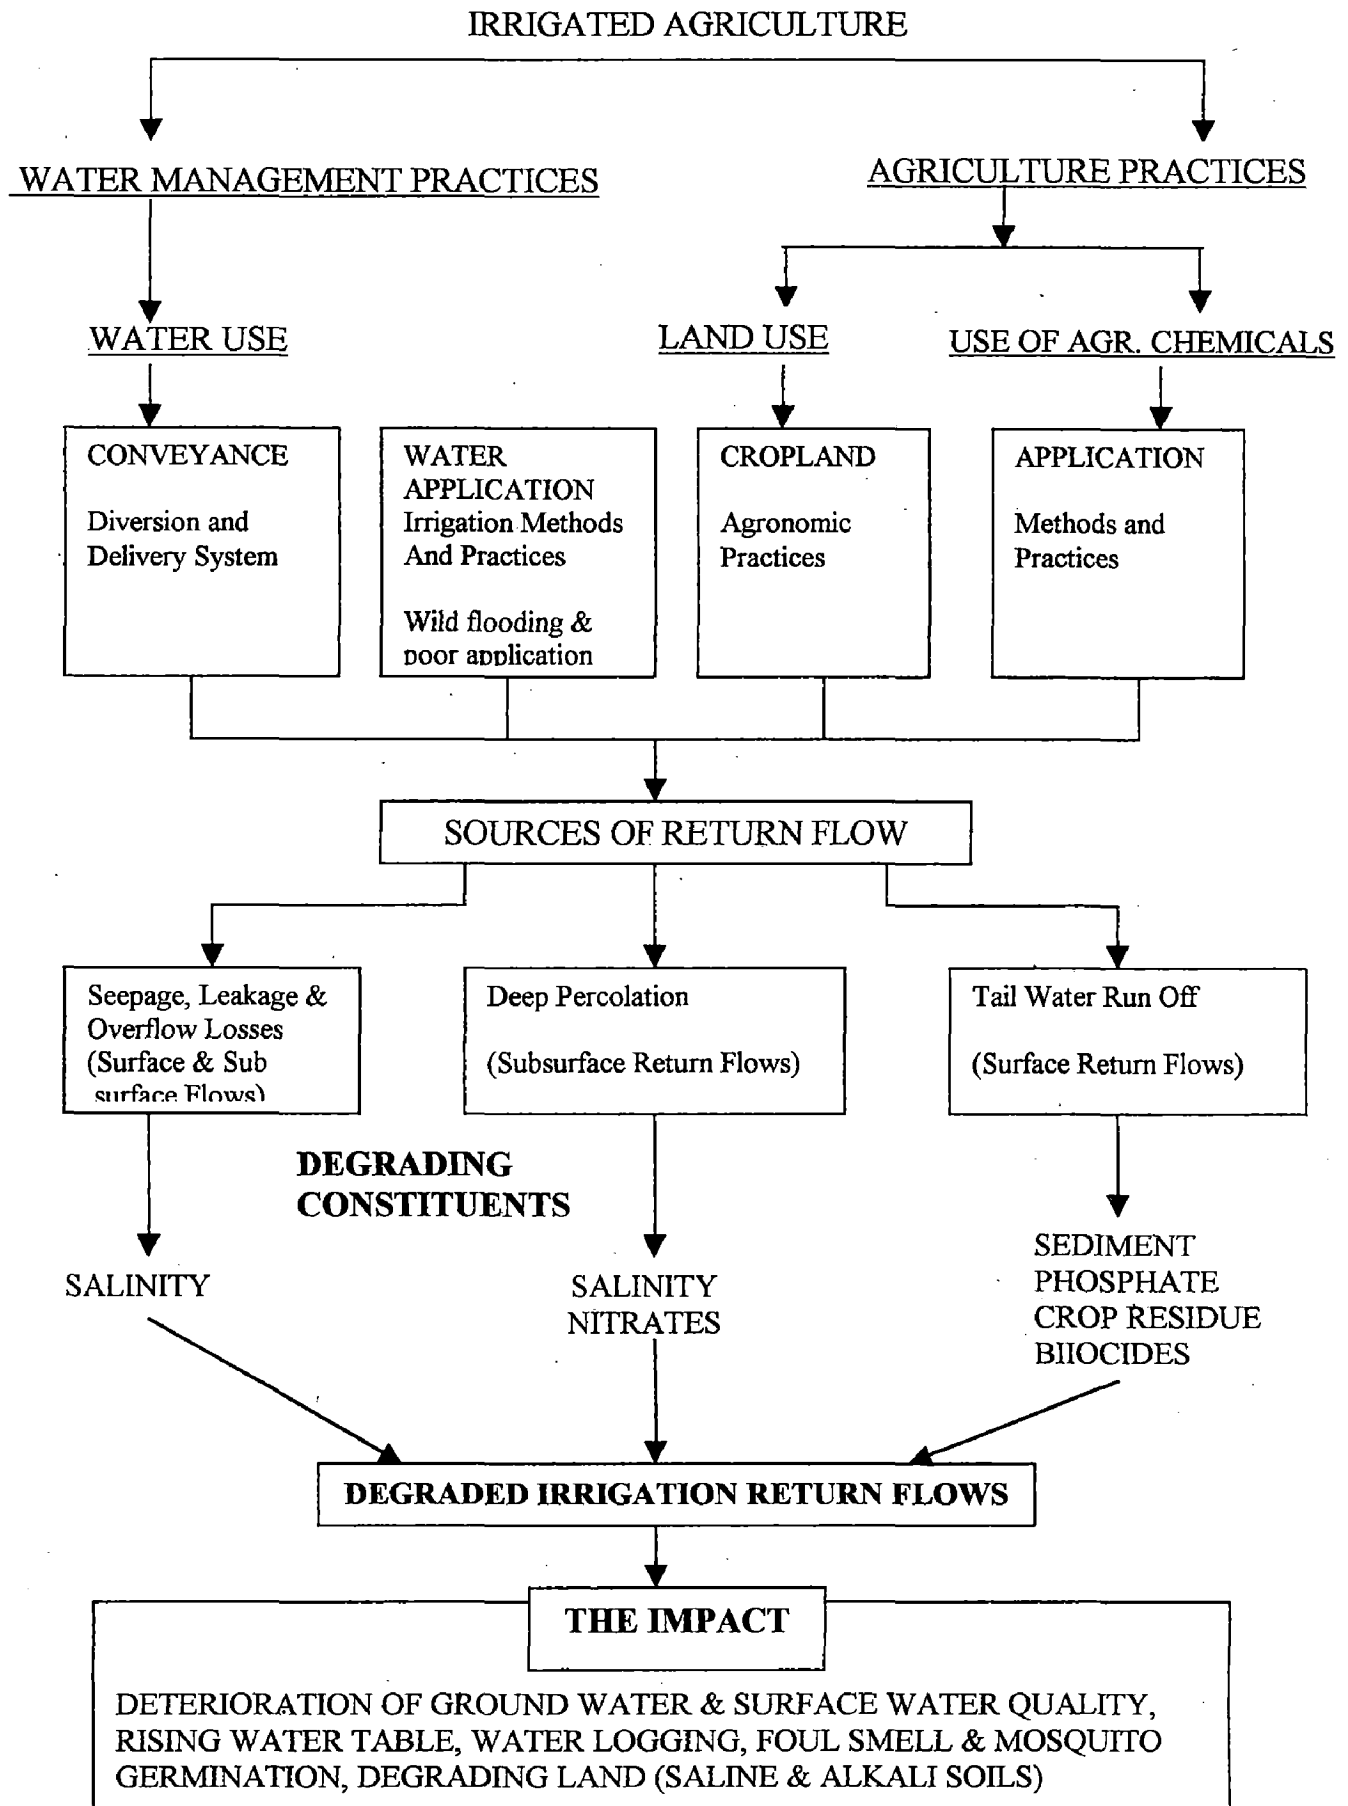 IRRIGATED AGRICULTURE
WATER MANAGEMENT PRACTICES
AGRICULTURE PRACTICES
WATER USE
LAND USE
USE OF AGR. CHEMICALS
CONVEYANCE
Diversion and
Delivery System
WATER
APPLICATION
Irrigation Methods
And Practices
Wild flooding &
poor application
CROPLAND
Agronomic
Practices
APPLICATION
Methods and
Practices
SOURCES OF RETURN FLOW
Seepage, Leakage &
Overflow Losses
(Surface & Sub
surface Flows)
Deep Percolation
(Subsurface Return Flows)
Tail Water Run Off
(Surface Return Flows)
DEGRADING
CONSTITUENTS
SALINITY
SALINITY
NITRATES
SEDIMENT
PHOSPHATE
CROP RESIDUE
BIIOCIDES
DEGRADED IRRIGATION RETURN FLOWS
THE IMPACT
DETERIORATION OF GROUND WATER & SURFACE WATER QUALITY,
RISING WATER TABLE, WATER LOGGING, FOUL SMELL & MOSQUITO
GERMINATION, DEGRADING LAND (SALINE & ALKALI SOILS)